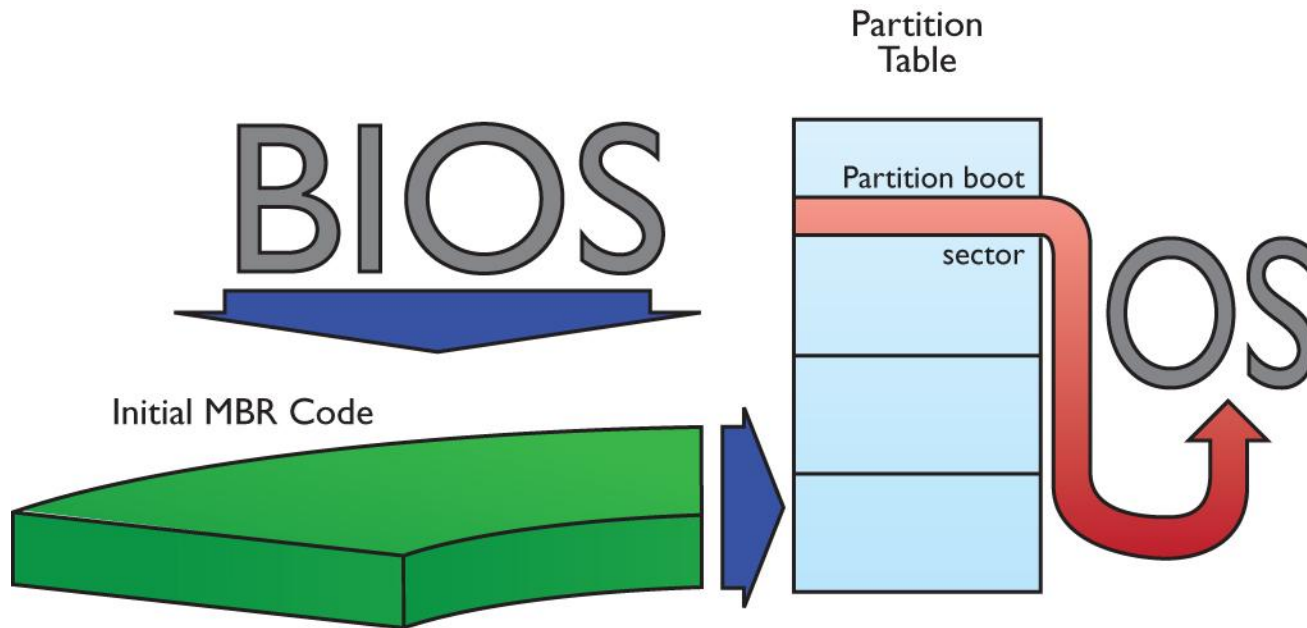 Partition
Table
BIOS
Partition boot
sector
OS
Initial MBR Code